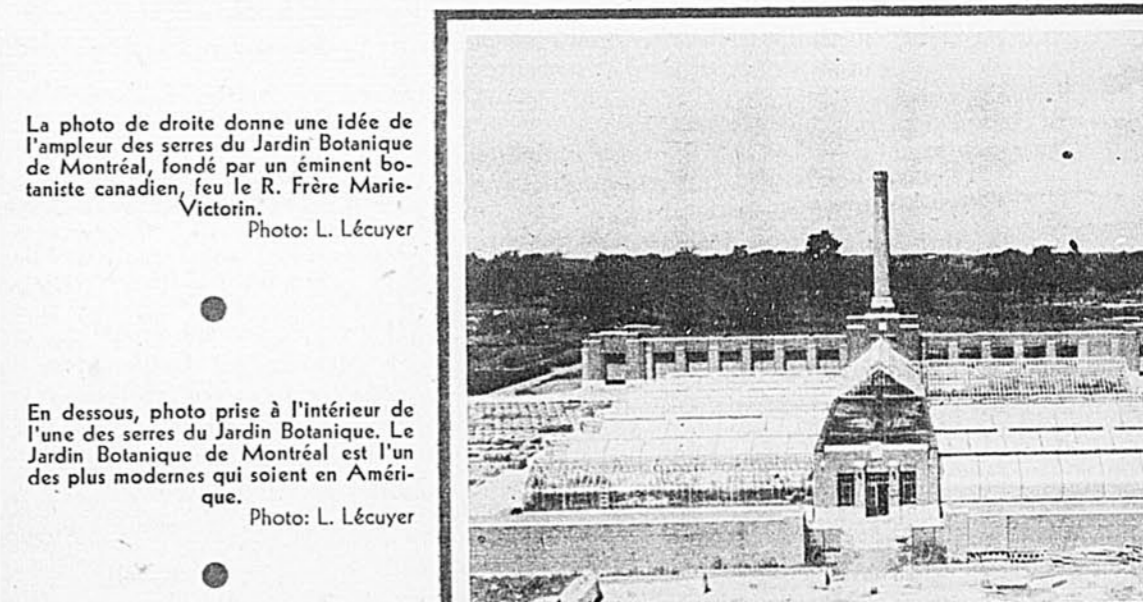 La photo de droite donne une idée de
l'ampleur des serres du Jardin Botanique
de Montréal, fondé par un éminent bo-
taniste canadien, feu le R. Frère Marie-
Victorin.
Photo: L. Lécuyer
En dessous, photo prise à l'intérieur de
l'une des serres du Jardin Botanique. Le
Jardin Botanique de Montréal est l'un
des plus modernes qui soient en Améri-
que.
Photo: L. Lécuyer